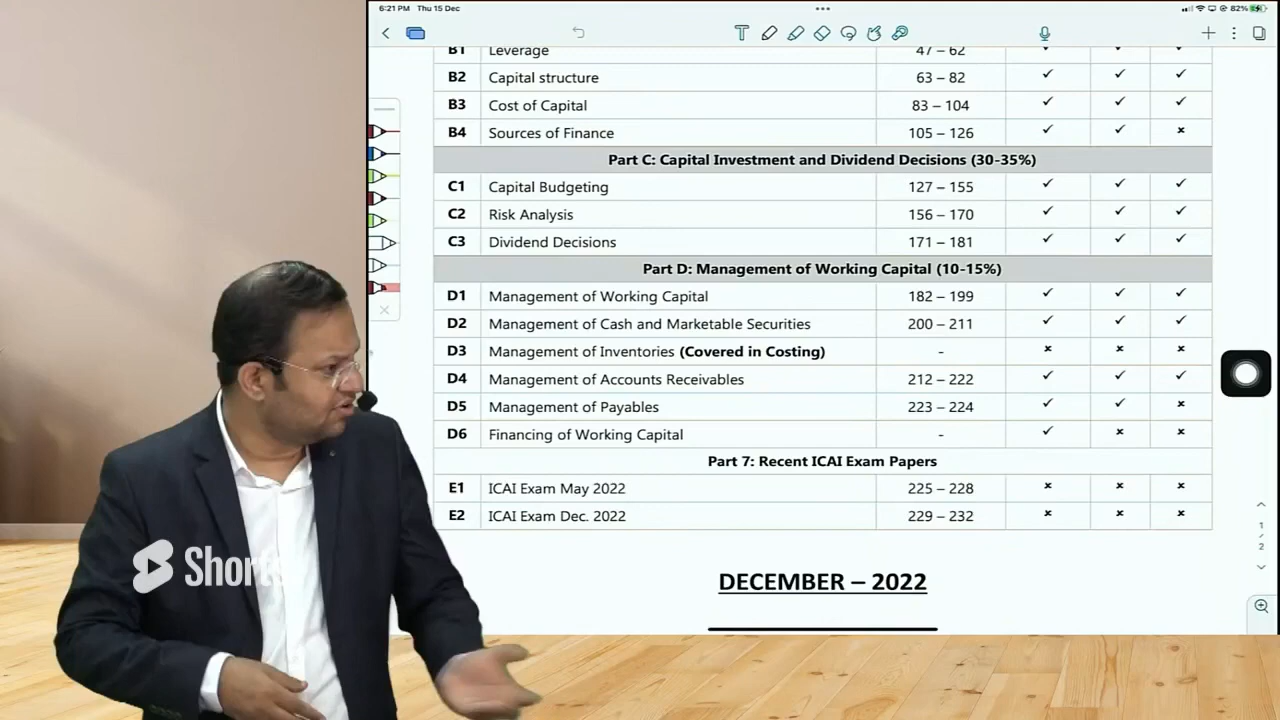 6:21 PM Thu 15 Dec
82%
B1 Leverage 47 – 62
B2 Capital structure 63 – 82 ✓ ✓ ✓
B3 Cost of Capital 83 – 104 ✓ ✓ ✓
B4 Sources of Finance 105 – 126 ✓ ✓ ×
Part C: Capital Investment and Dividend Decisions (30-35%)
C1 Capital Budgeting 127 – 155 ✓ ✓ ✓
C2 Risk Analysis 156 – 170 ✓ ✓ ✓
C3 Dividend Decisions 171 – 181 ✓ ✓ ✓
Part D: Management of Working Capital (10-15%)
D1 Management of Working Capital 182 – 199 ✓ ✓ ✓
D2 Management of Cash and Marketable Securities 200 – 211 ✓ ✓ ✓
D3 Management of Inventories (Covered in Costing) - × × ×
D4 Management of Accounts Receivables 212 – 222 ✓ ✓ ✓
D5 Management of Payables 223 – 224 ✓ ✓ ×
D6 Financing of Working Capital - ✓ × ×
Part 7: Recent ICAI Exam Papers
E1 ICAI Exam May 2022 225 – 228 × × ×
E2 ICAI Exam Dec. 2022 229 – 232 × × ×
1
/
2
Shorts
DECEMBER – 2022